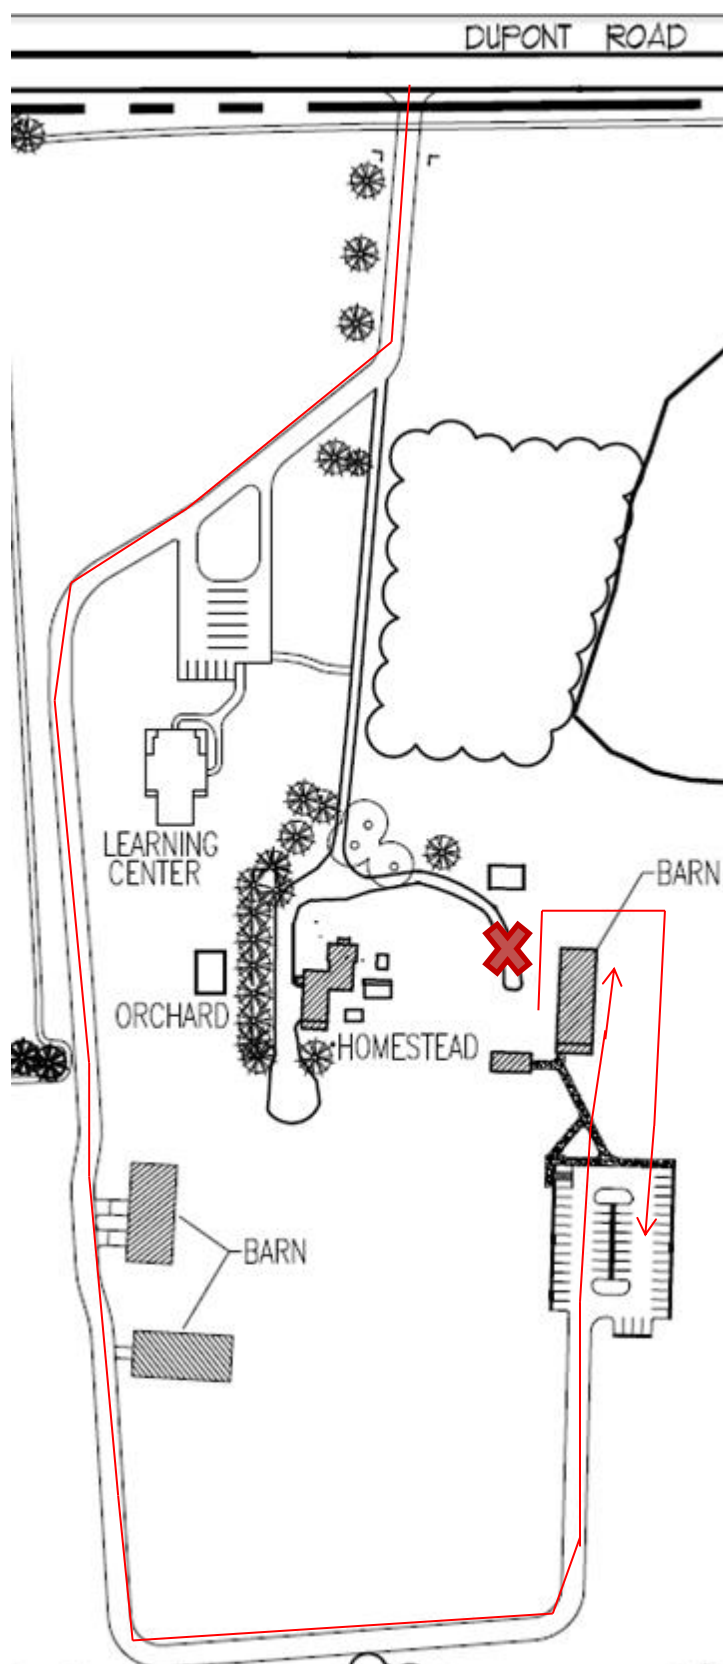 DUPONT ROAD
LEARNING
CENTER
BARN
ORCHARD
HOMESTEAD
BARN